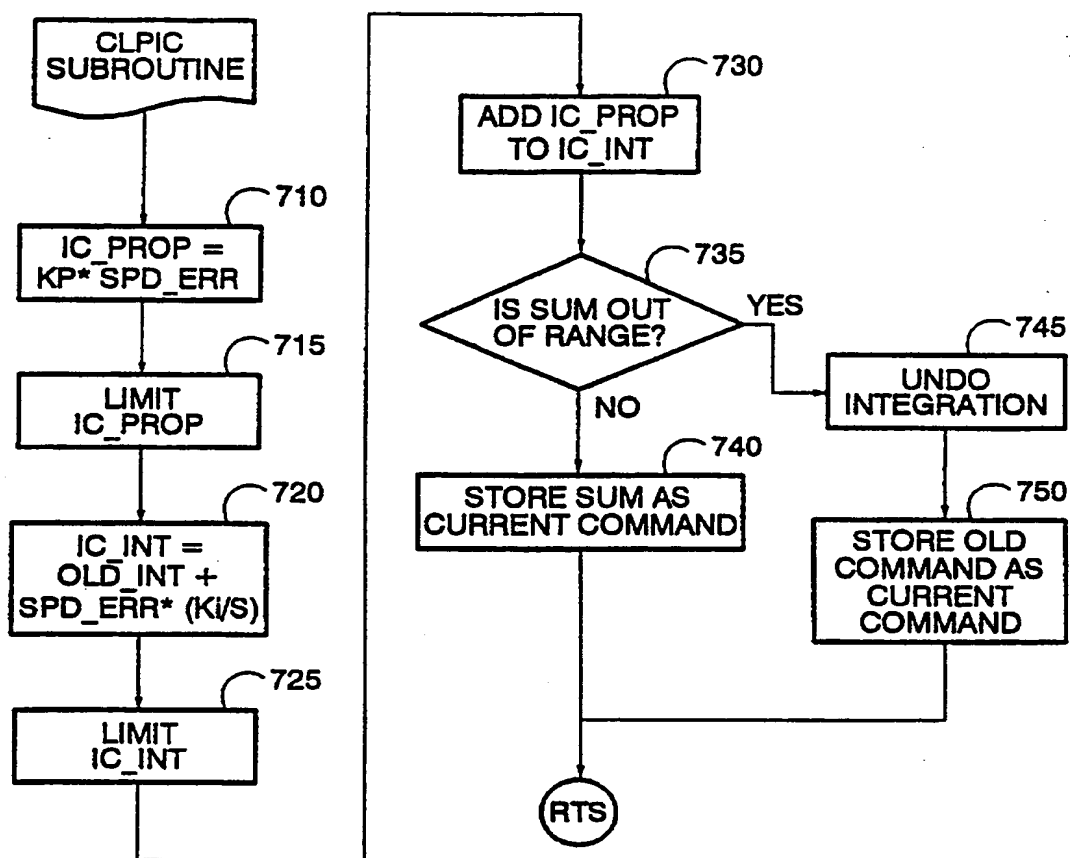 CLPIC
SUBROUTINE
710
IC_PROP =
KP* SPD_ERR
715
LIMIT
IC_PROP
720
IC_INT =
OLD_INT +
SPD_ERR* (Ki/S)
725
LIMIT
IC_INT
730
ADD IC_PROP
TO IC_INT
735
IS SUM OUT
OF RANGE?
YES
NO
740
STORE SUM AS
CURRENT COMMAND
745
UNDO
INTEGRATION
750
STORE OLD
COMMAND AS
CURRENT
COMMAND
RTS